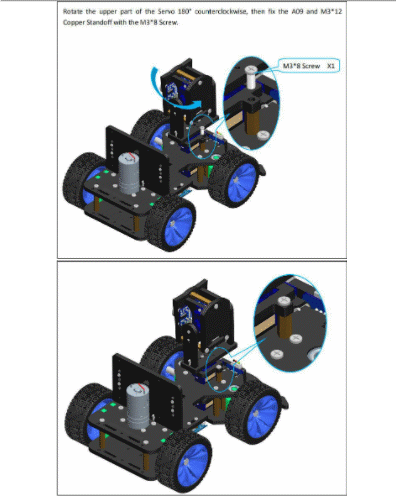 Rotate the upper part of the Servo 180° counterclockwise, then fix the A09 and M3*12
Copper Standoff with the M3*8 Screw.
M3*8 Screw X1